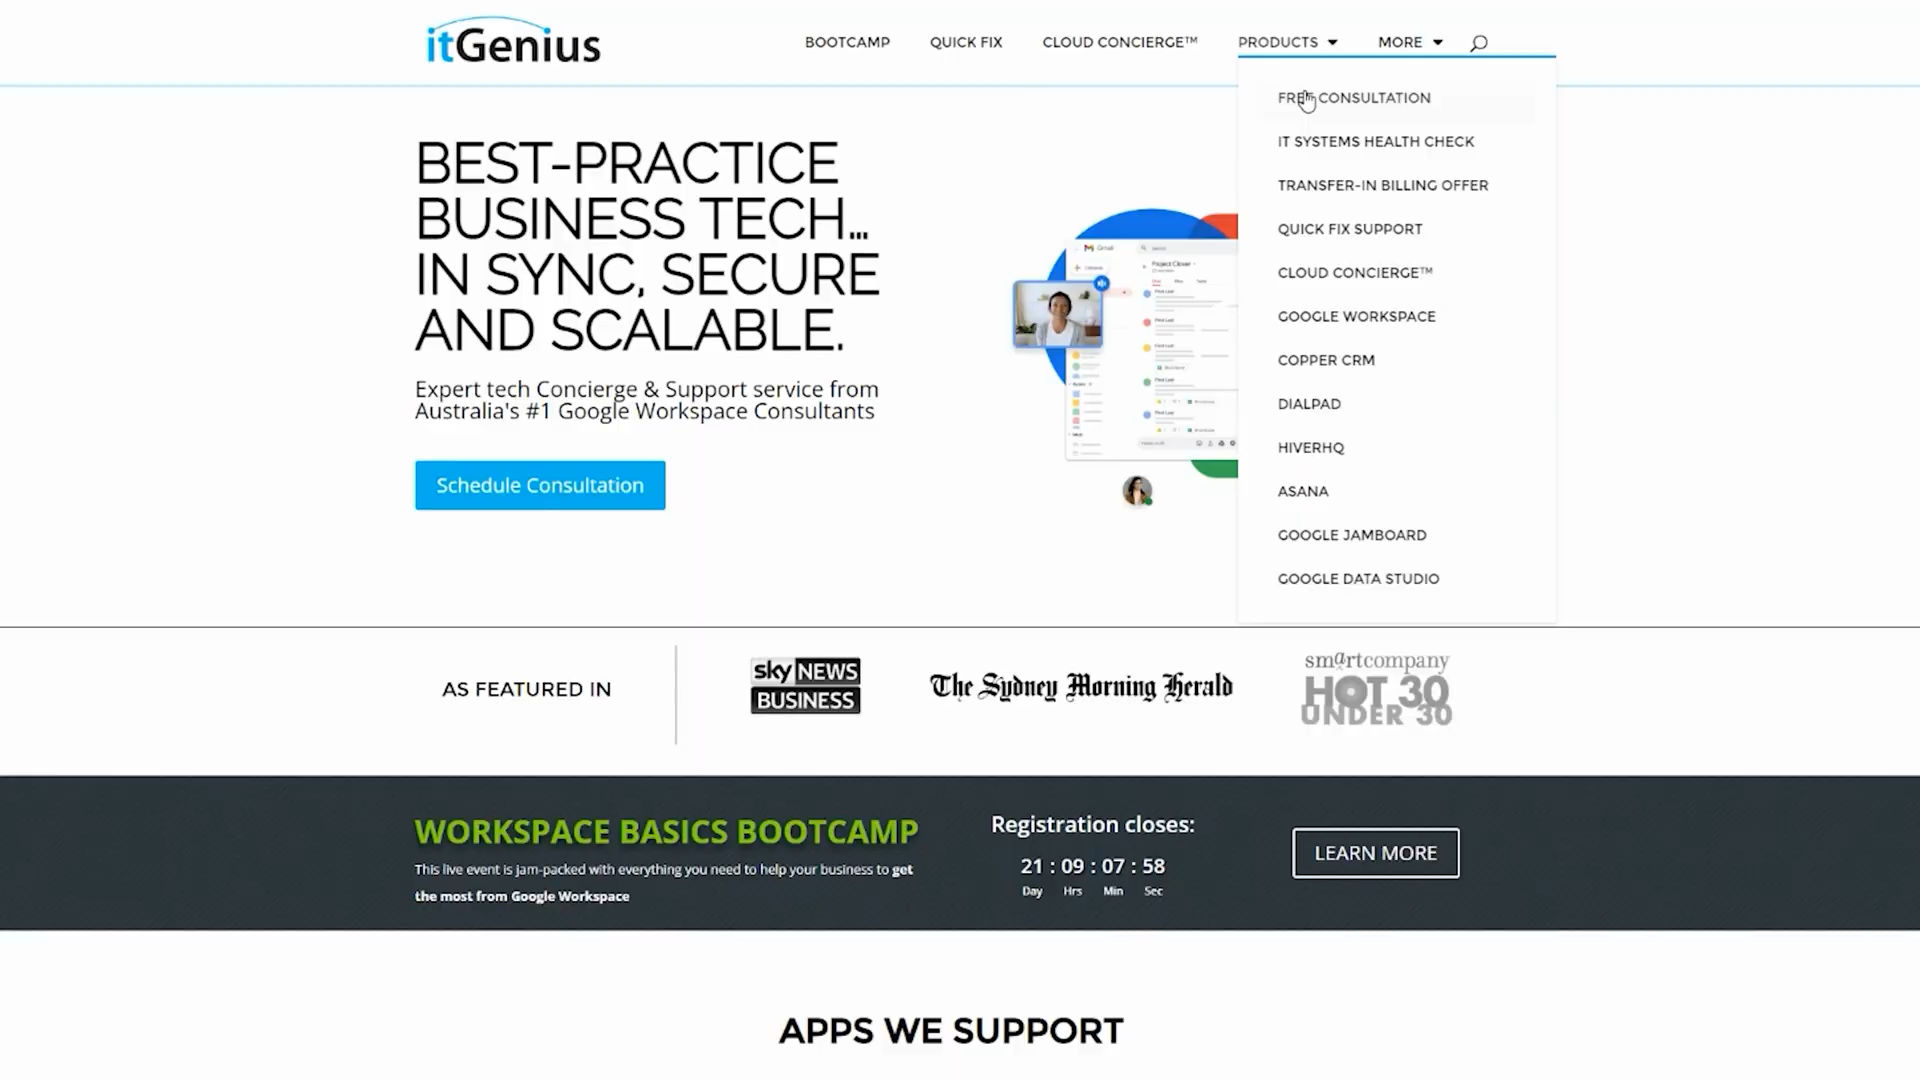 itGenius
BOOTCAMP
QUICK FIX
CLOUD CONCIERGE™
PRODUCTS
MORE
FREE CONSULTATION
IT SYSTEMS HEALTH CHECK
TRANSFER-IN BILLING OFFER
QUICK FIX SUPPORT
CLOUD CONCIERGE™
GOOGLE WORKSPACE
COPPER CRM
DIALPAD
HIVERHQ
ASANA
GOOGLE JAMBOARD
GOOGLE DATA STUDIO
BEST-PRACTICE
BUSINESS TECH...
IN SYNC, SECURE
AND SCALABLE.
Expert tech Concierge & Support service from
Australia's #1 Google Workspace Consultants
Schedule Consultation
Gmail
Project Clover
AS FEATURED IN
sky NEWS
BUSINESS
The Sydney Morning Herald
smartcompany
HOT 30
UNDER 30
WORKSPACE BASICS BOOTCAMP
This live event is jam-packed with everything you need to help your business to get
the most from Google Workspace
Registration closes:
21 : 09 : 07 : 58
Day Hrs Min Sec
LEARN MORE
APPS WE SUPPORT